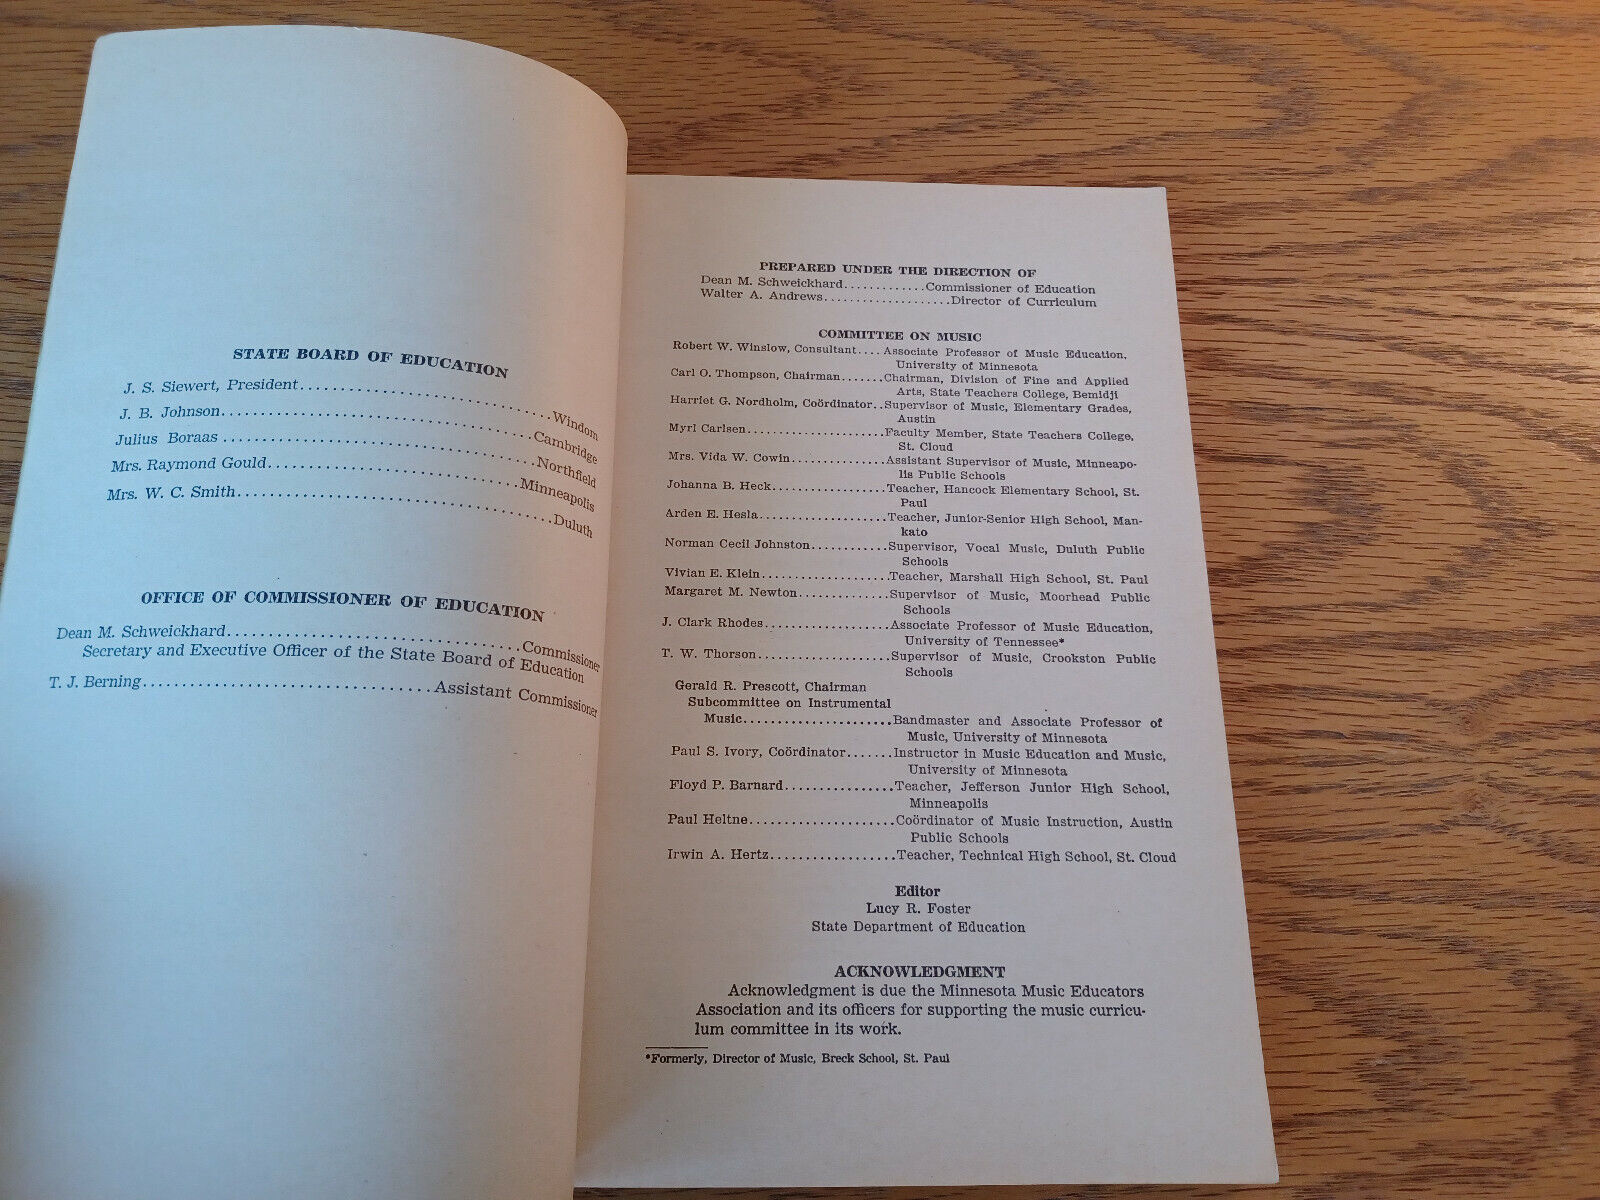 STATE BOARD OF EDUCATION
J. S. Siewert, President..................................Windom
J. B. Johnson..........................................Cambridge
Julius Boraas..........................................Northfield
Mrs. Raymond Gould.................................Minneapolis
Mrs. W. C. Smith..........................................Duluth
OFFICE OF COMMISSIONER OF EDUCATION
Dean M. Schweickhard...............................Commissioner
Secretary and Executive Officer of the State Board of Education
T. J. Berning................................Assistant Commissioner
PREPARED UNDER THE DIRECTION OF
Dean M. Schweickhard............Commissioner of Education
Walter A. Andrews...................Director of Curriculum
COMMITTEE ON MUSIC
Robert W. Winslow, Consultant....Associate Professor of Music Education,
University of Minnesota
Carl O. Thompson, Chairman.......Chairman, Division of Fine and Applied
Arts, State Teachers College, Bemidji
Harriet G. Nordholm, Coördinator..Supervisor of Music, Elementary Grades,
Austin
Myrl Carlsen.....................Faculty Member, State Teachers College,
St. Cloud
Mrs. Vida W. Cowin..............Assistant Supervisor of Music, Minneapo-
lis Public Schools
Johanna B. Heck.................Teacher, Hancock Elementary School, St.
Paul
Arden E. Hesla...................Teacher, Junior-Senior High School, Man-
kato
Norman Cecil Johnston............Supervisor, Vocal Music, Duluth Public
Schools
Vivian E. Klein...................Teacher, Marshall High School, St. Paul
Margaret M. Newton..............Supervisor of Music, Moorhead Public
Schools
J. Clark Rhodes...................Associate Professor of Music Education,
University of Tennessee*
T. W. Thorson....................Supervisor of Music, Crookston Public
Schools
Gerald R. Prescott, Chairman
Subcommittee on Instrumental
Music......................Bandmaster and Associate Professor of
Music, University of Minnesota
Paul S. Ivory, Coördinator.......Instructor in Music Education and Music,
University of Minnesota
Floyd P. Barnard................Teacher, Jefferson Junior High School,
Minneapolis
Paul Heltne.....................Coördinator of Music Instruction, Austin
Public Schools
Irwin A. Hertz..................Teacher, Technical High School, St. Cloud
Editor
Lucy R. Foster
State Department of Education
ACKNOWLEDGMENT
Acknowledgment is due the Minnesota Music Educators
Association and its officers for supporting the music curricu-
lum committee in its work.
*Formerly, Director of Music, Breck School, St. Paul